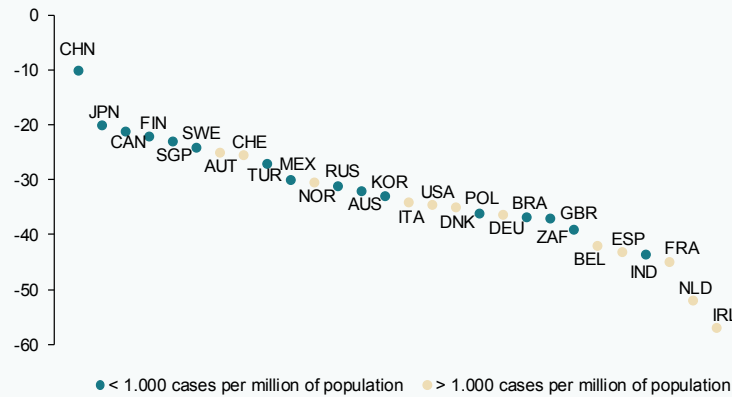 0
CHN
-10
JPN
FIN
SWE
-20
CAN
SGP
CHE
AUT
TUR
MEX
RUS
KOR
-30
NOR
AUS
USA
POL
BRA
GBR
ITA
DNK
DEU
ZAF
-40
BEL
ESP
IND
FRA
NLD
-50
IRL
-60
< 1.000 cases per million of population
> 1.000 cases per million of population